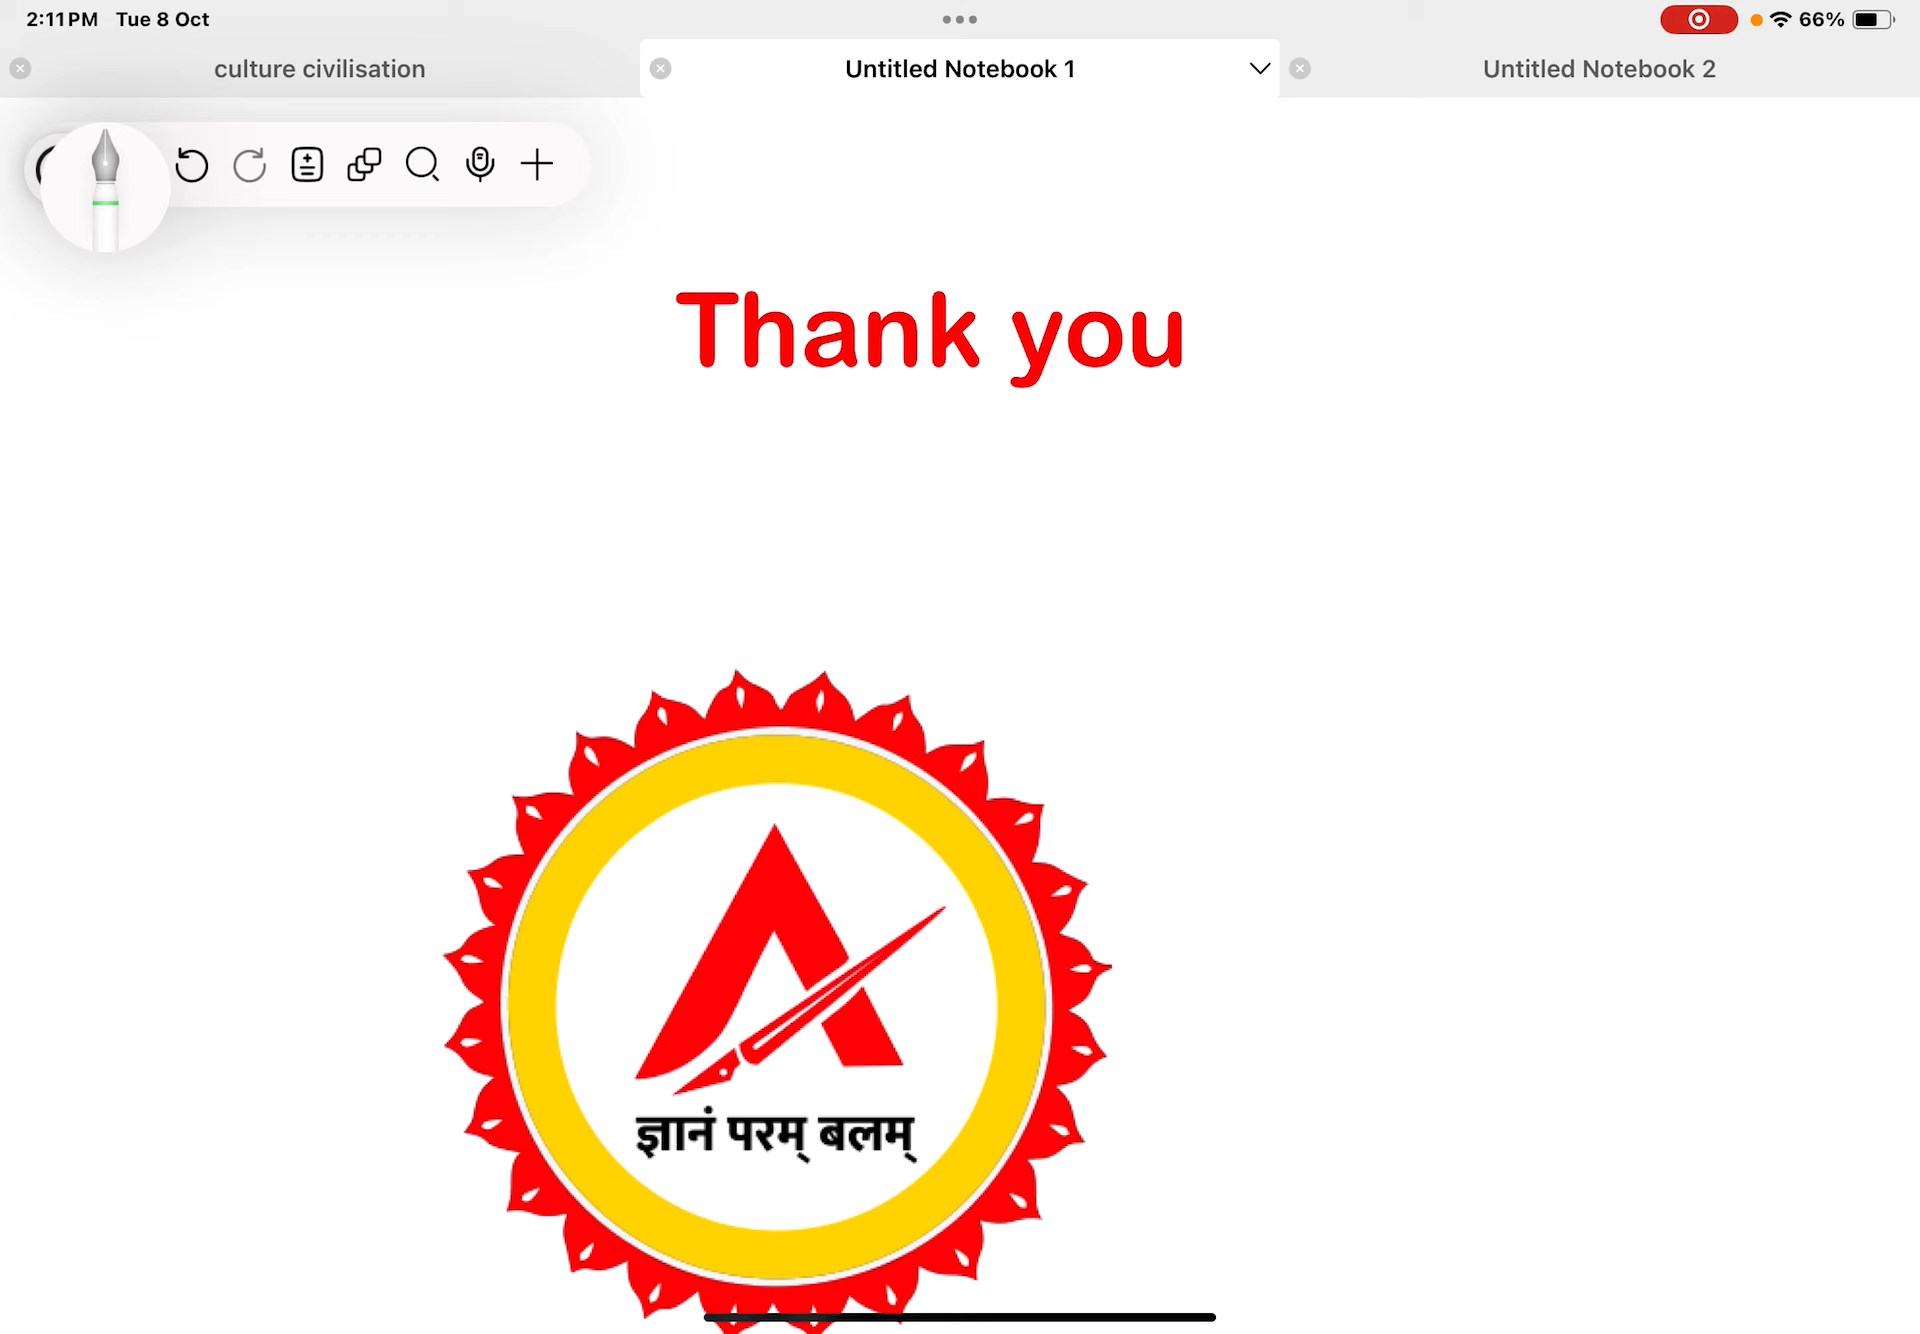 2:11 PM Tue 8 Oct
66%
culture civilisation
Untitled Notebook 1
Untitled Notebook 2
Thank you
ज्ञानं परम् बलम्